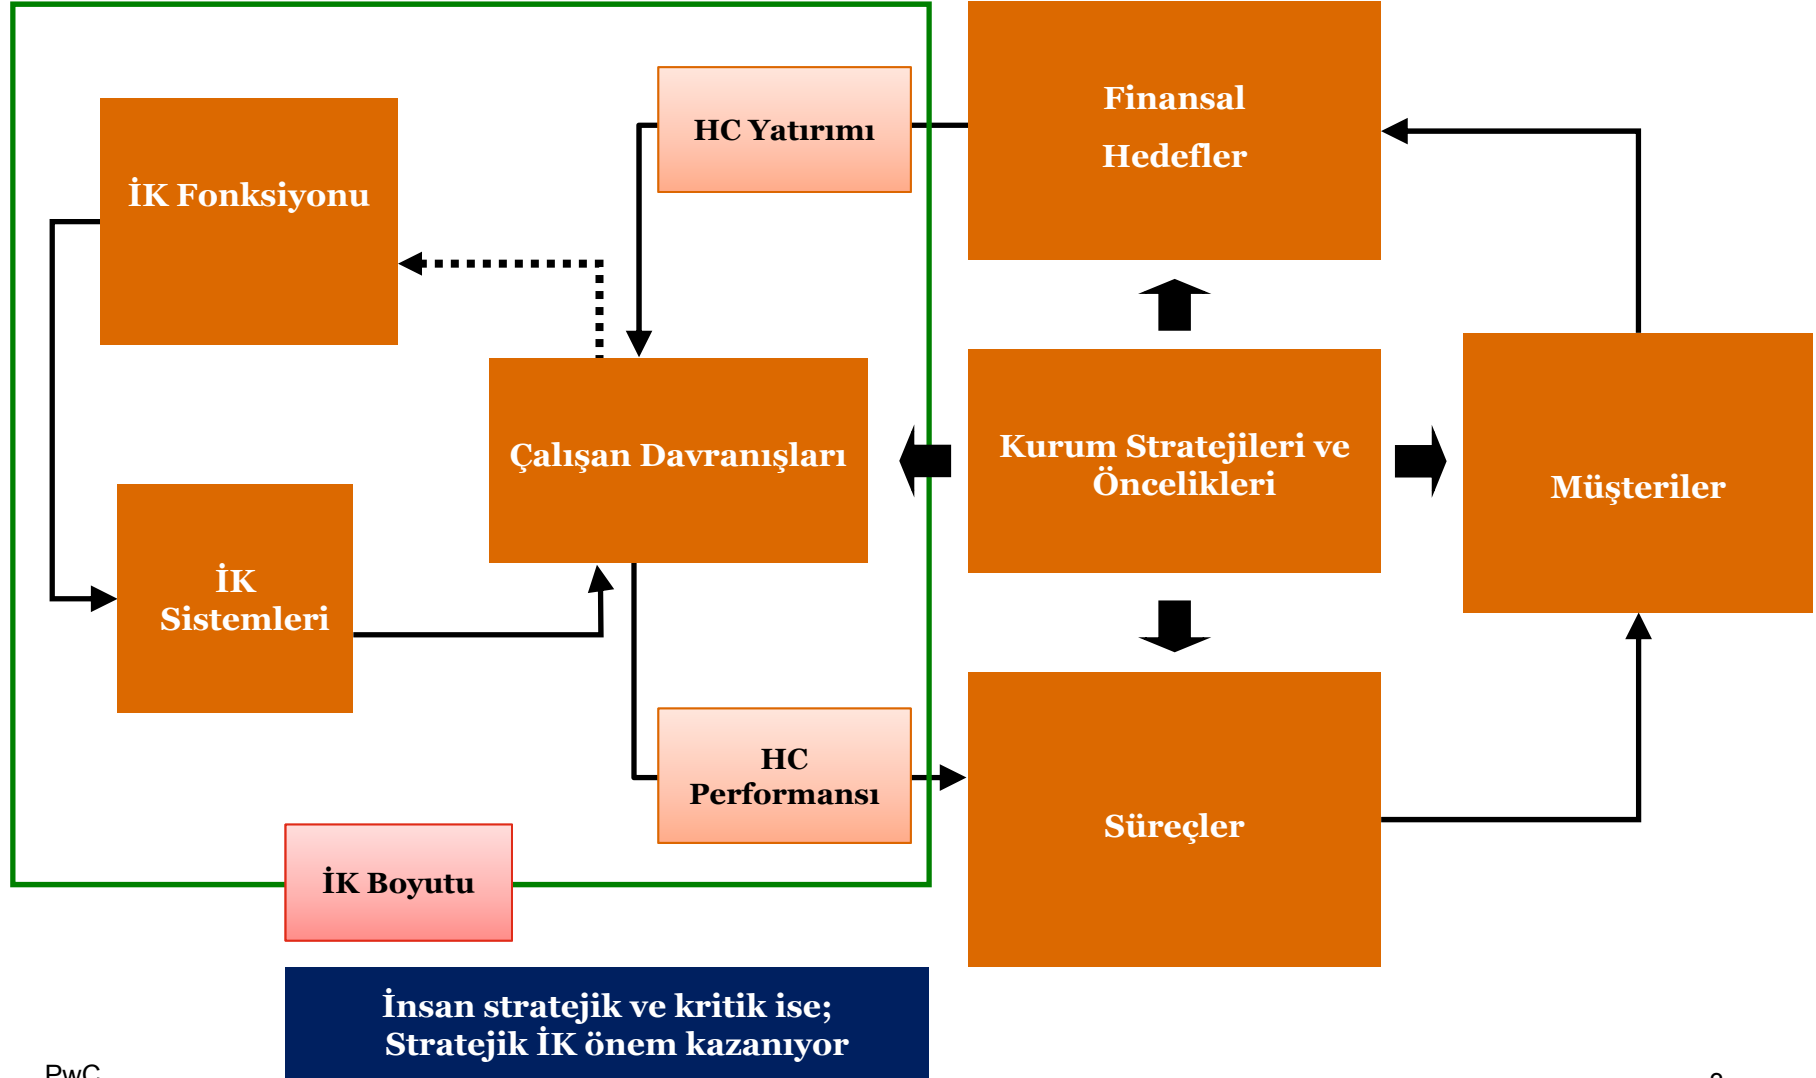 Finansal
Hedefler
HC Yatırımı
İK Fonksiyonu
Çalışan Davranışları
Kurum Stratejileri ve
Öncelikleri
Müşteriler
İK
Sistemleri
HC
Performansı
Süreçler
İK Boyutu
İnsan stratejik ve kritik ise;
Stratejik İK önem kazanıyor
PwC